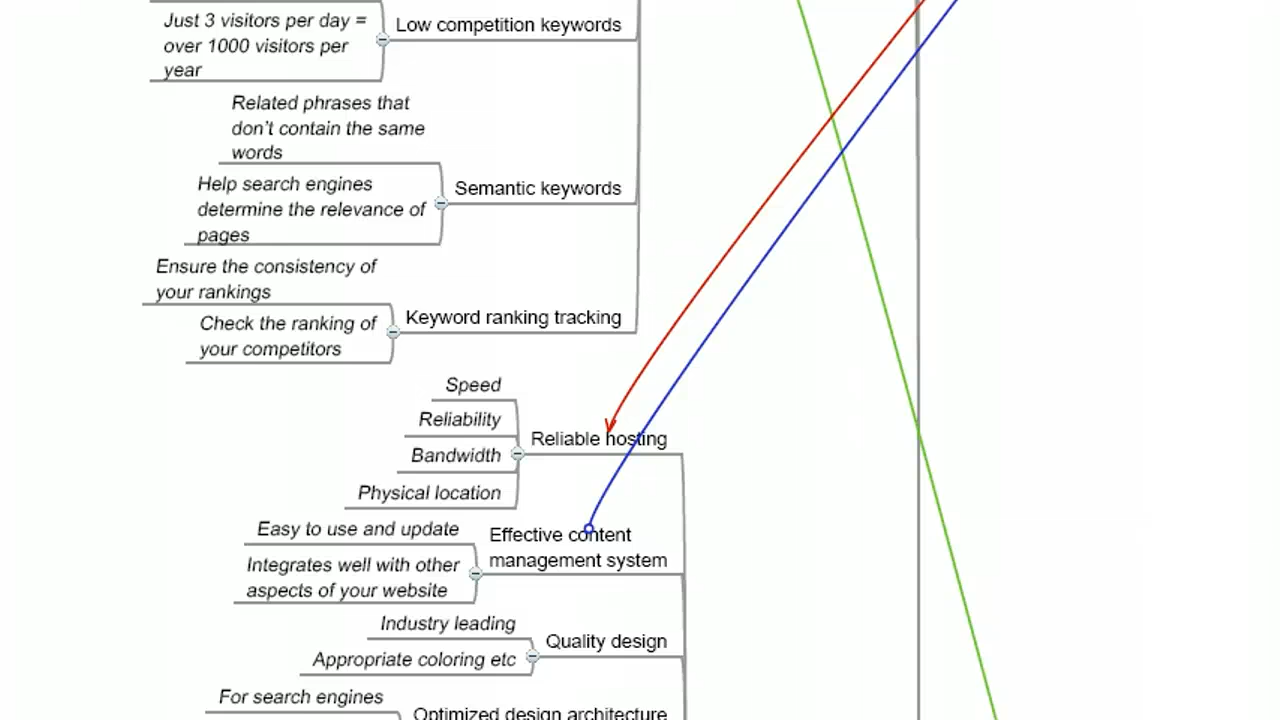 Just 3 visitors per day =
over 1000 visitors per
year
Low competition keywords
Related phrases that
don't contain the same
words
Help search engines
determine the relevance of
pages
Semantic keywords
Ensure the consistency of
your rankings
Check the ranking of
your competitors
Keyword ranking tracking
Speed
Reliability
Bandwidth
Physical location
Reliable hosting
Easy to use and update
Integrates well with other
aspects of your website
Effective content
management system
Industry leading
Appropriate coloring etc
Quality design
For search engines
Optimized design architecture